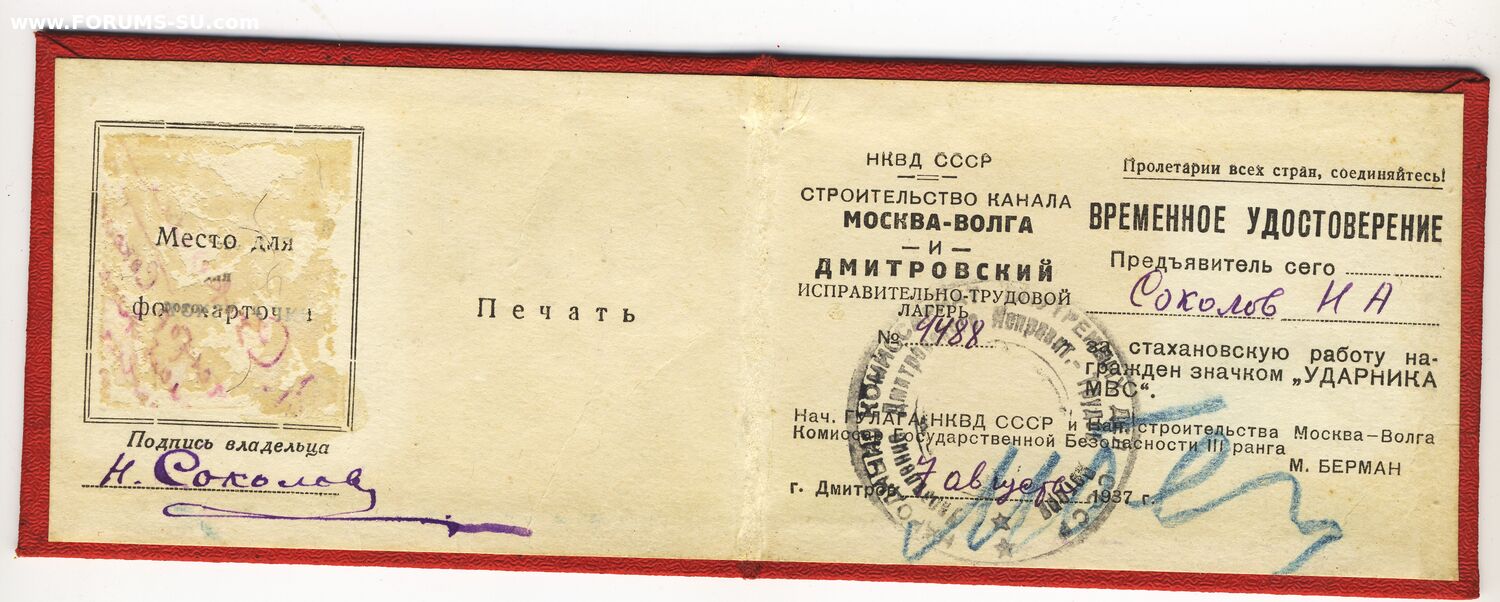 www.FORUMS-SU.com
Место для
фотокарточки
Подпись владельца
Н. Соколов
Печать
НКВД СССР
СТРОИТЕЛЬСТВО КАНАЛА
МОСКВА-ВОЛГА
— И —
ДМИТРОВСКИЙ
ИСПРАВИТЕЛЬНО-ТРУДОВОЙ
ЛАГЕРЬ
№ 9488
Пролетарии всех стран, соединяйтесь!
ВРЕМЕННОЕ УДОСТОВЕРЕНИЕ
Предъявитель сего
Соколов Н А
за стахановскую работу на-
гражден значком „УДАРНИКА
МВС“.
Нач. ГУЛАГА НКВД СССР и Нач. строительства Москва–Волга
Комиссар Государственной Безопасности III ранга
М. БЕРМАН
г. Дмитров 7 августа 1937 г.